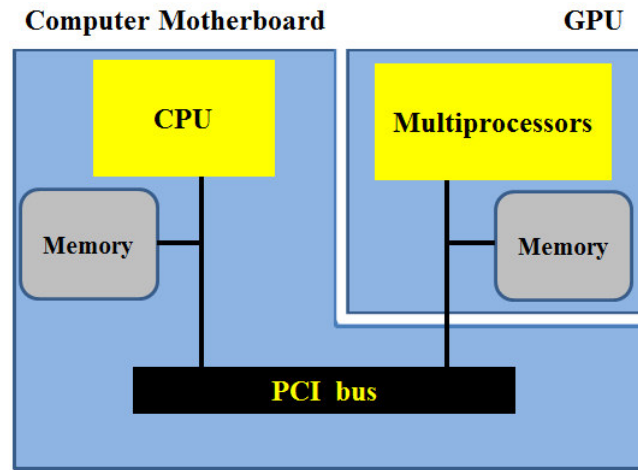 Computer Motherboard
GPU
CPU
Multiprocessors
Memory
Memory
PCI bus